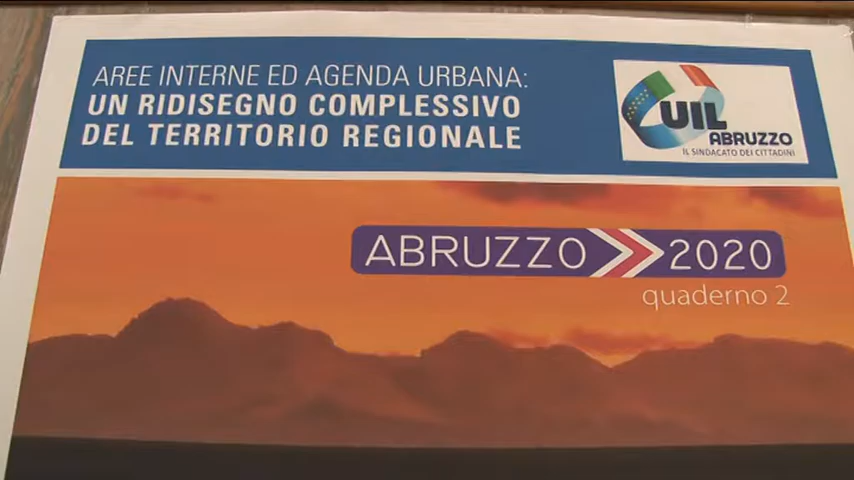 AREE INTERNE ED AGENDA URBANA:
UN RIDISEGNO COMPLESSIVO
DEL TERRITORIO REGIONALE
UIL
ABRUZZO
IL SINDACATO DEI CITTADINI
ABRUZZO 2020
quaderno 2